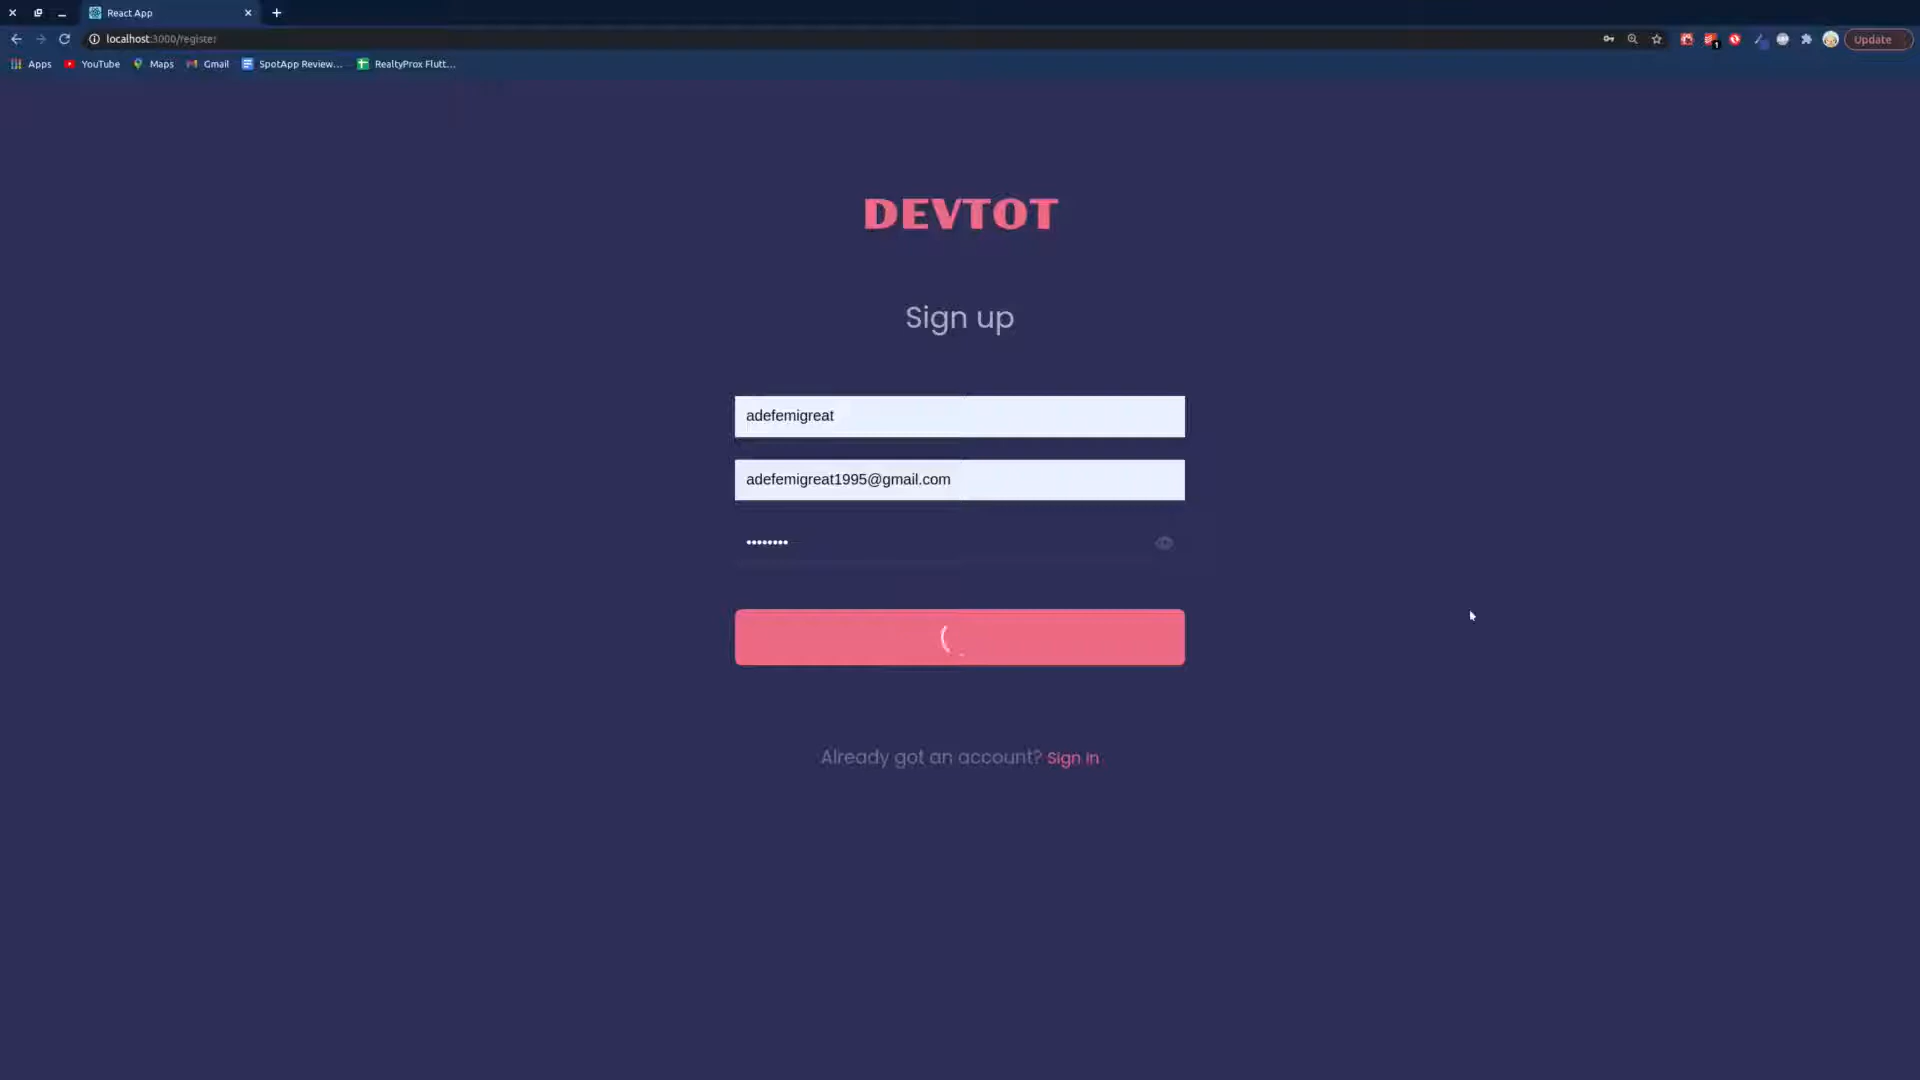 React App
localhost:3000/register
Update
Apps YouTube Maps Gmail SpotApp Review... RealtyProx Flutt...
DEVTOT
Sign up
adefemigreat
adefemigreat1995@gmail.com
••••••••
Already got an account? Sign in